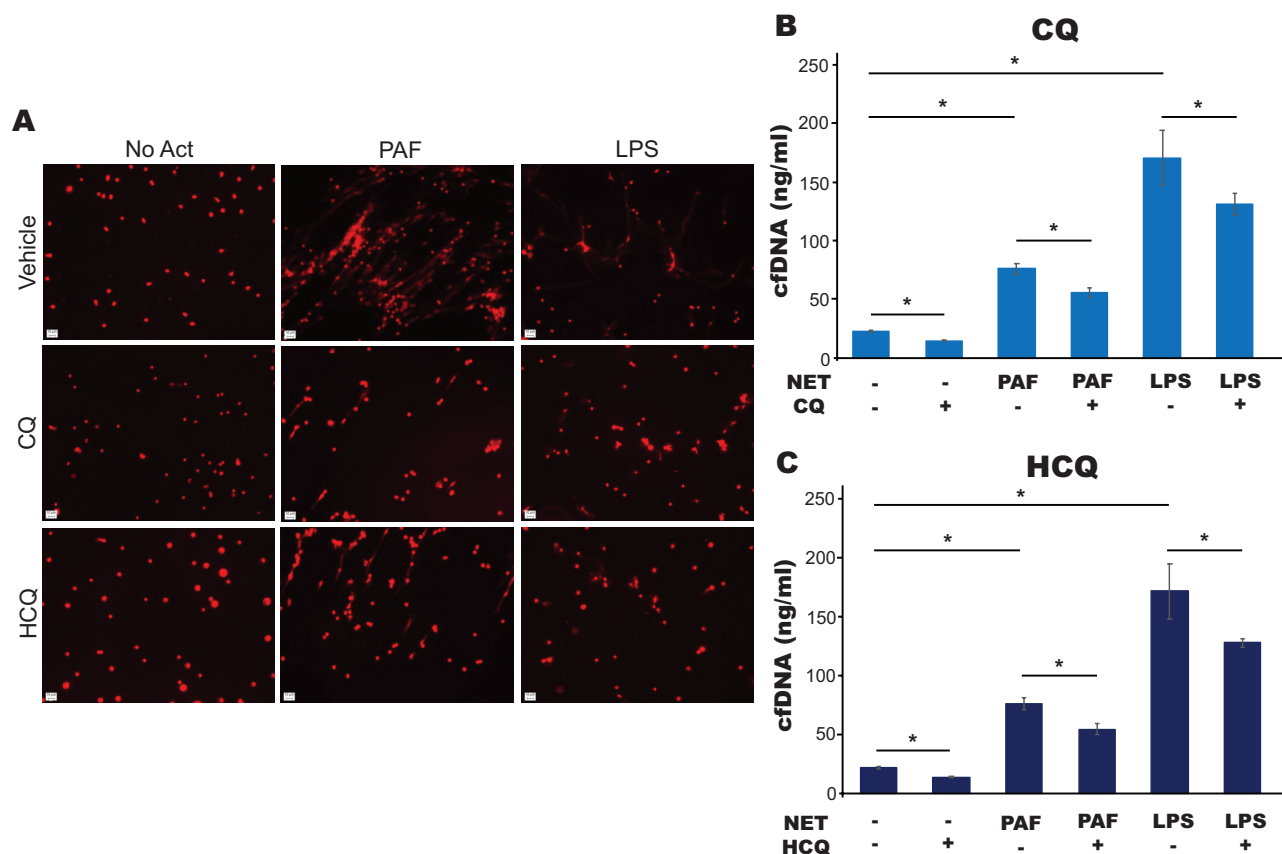 A
No Act PAF LPS
Vehicle
CQ
HCQ
B
CQ
cfDNA (ng/ml)
250
200
150
100
50
0
* * * * *
NET - - PAF PAF LPS LPS
CQ - + - + - +
C
HCQ
cfDNA (ng/ml)
250
200
150
100
50
0
* * * * *
NET - - PAF PAF LPS LPS
HCQ - + - + - +